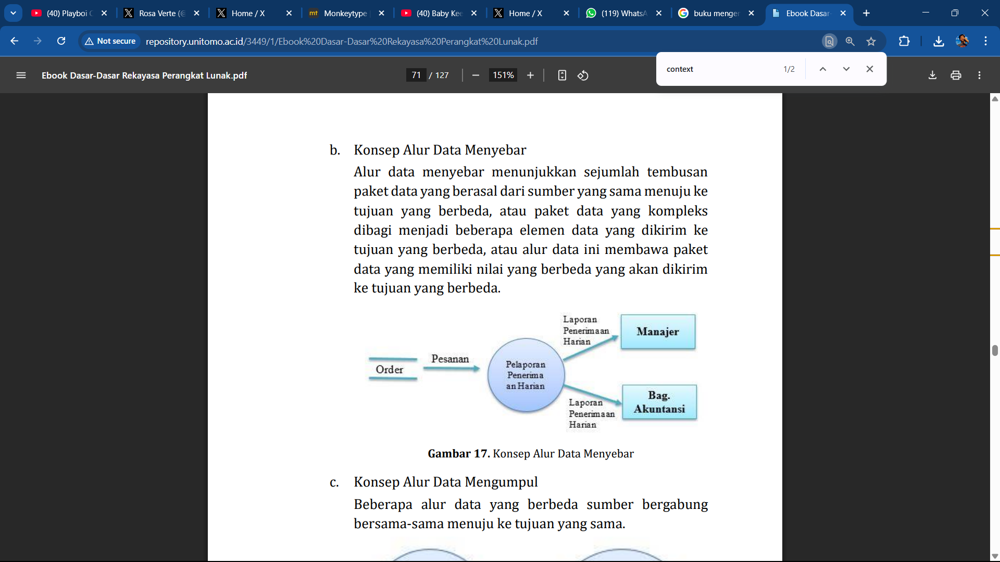 (40) Playboi C
Rosa Verte (@
Home / X
mt Monkeytype
(40) Baby Kee
Home / X
(119) WhatsA
buku menger
Ebook Dasar-
Not secure
repository.unitomo.ac.id/3449/1/Ebook%20Dasar-Dasar%20Rekayasa%20Perangkat%20Lunak.pdf
context
1/2
Ebook Dasar-Dasar Rekayasa Perangkat Lunak.pdf
71 / 127
151%
b. Konsep Alur Data Menyebar
Alur data menyebar menunjukkan sejumlah tembusan
paket data yang berasal dari sumber yang sama menuju ke
tujuan yang berbeda, atau paket data yang kompleks
dibagi menjadi beberapa elemen data yang dikirim ke
tujuan yang berbeda, atau alur data ini membawa paket
data yang memiliki nilai yang berbeda yang akan dikirim
ke tujuan yang berbeda.
Order
Pesanan
Pelaporan
Penerima
an Harian
Laporan
Penerimaan
Harian
Manajer
Laporan
Penerimaan
Harian
Bag.
Akuntansi
Gambar 17. Konsep Alur Data Menyebar
c. Konsep Alur Data Mengumpul
Beberapa alur data yang berbeda sumber bergabung
bersama-sama menuju ke tujuan yang sama.